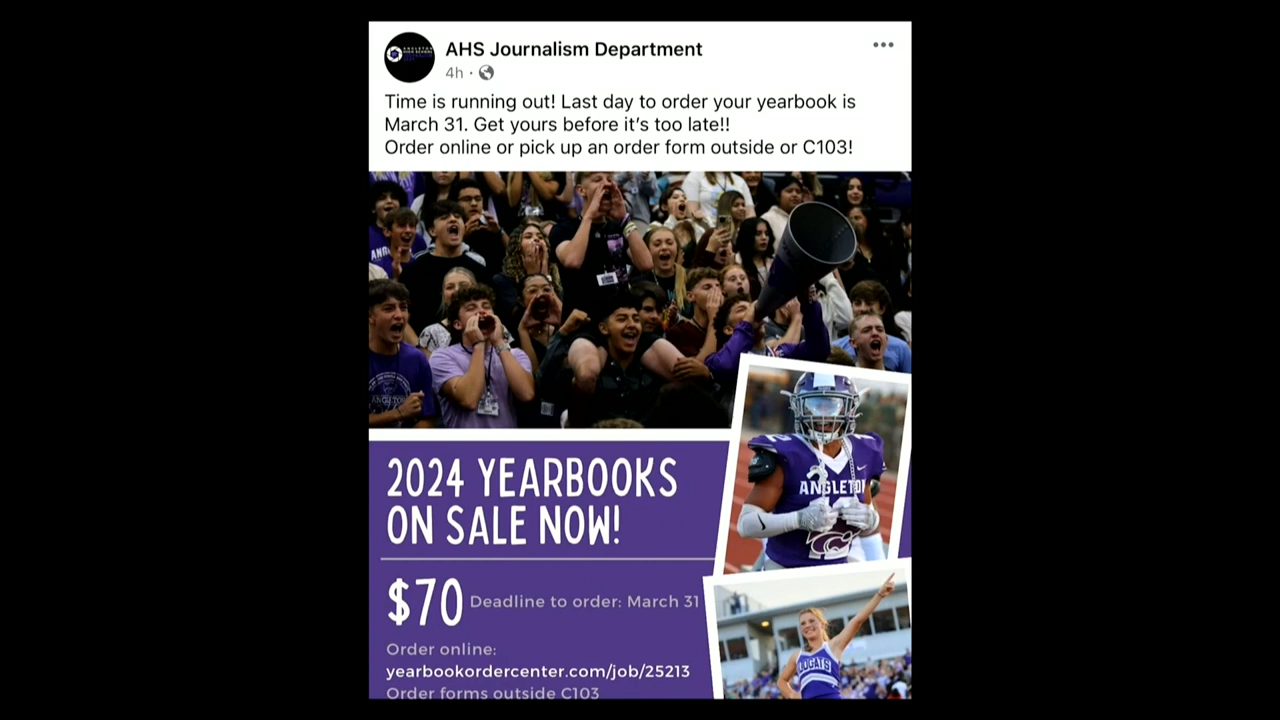 AHS Journalism Department
4h ·
Time is running out! Last day to order your yearbook is
March 31. Get yours before it's too late!!
Order online or pick up an order form outside or C103!
2024 YEARBOOKS
ON SALE NOW!
$70 Deadline to order: March 31
Order online:
yearbookordercenter.com/job/25213
Order forms outside C103
ANGLETON